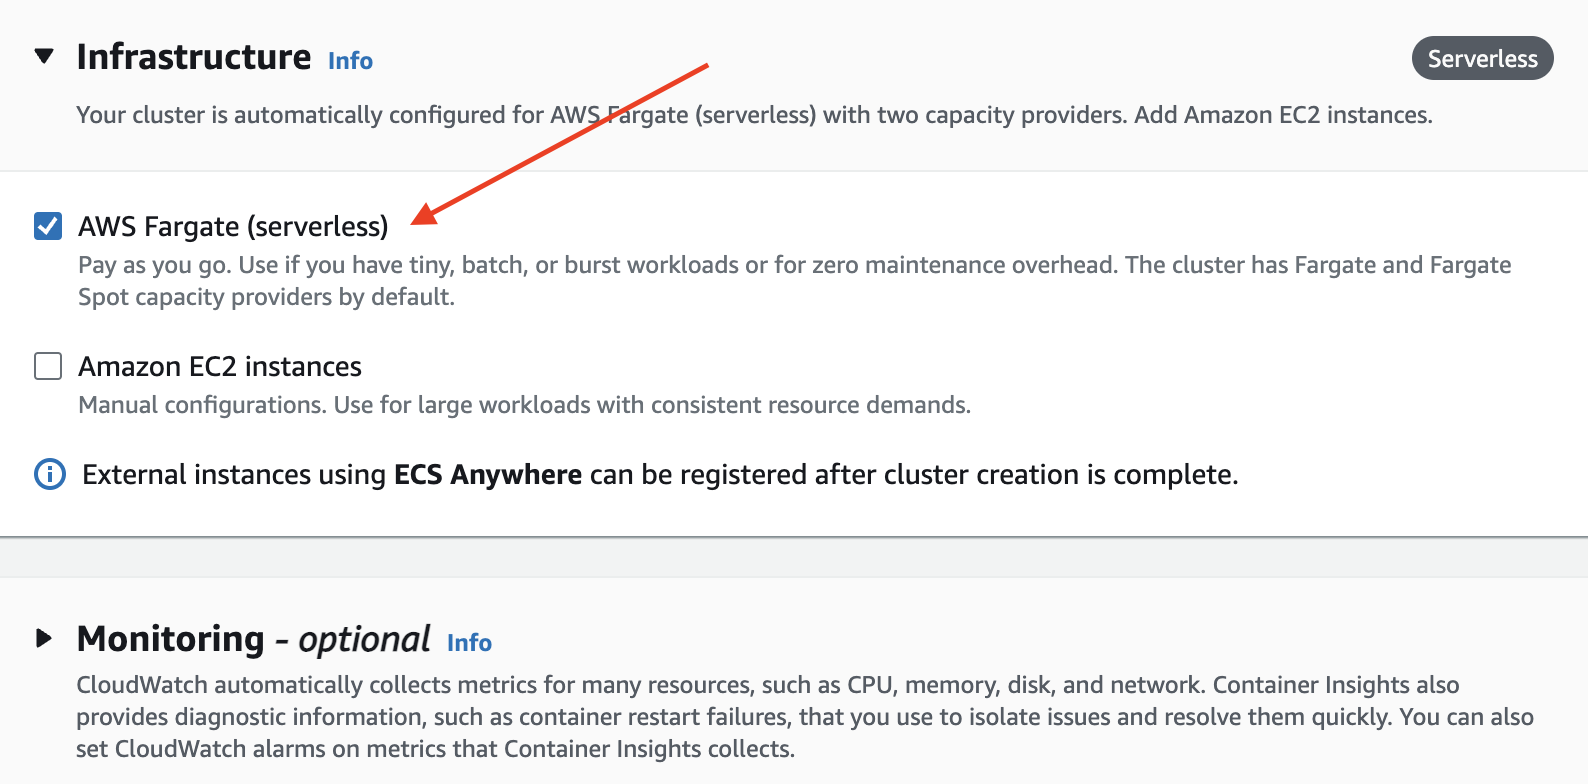 Infrastructure Info
Serverless
Your cluster is automatically configured for AWS Fargate (serverless) with two capacity providers. Add Amazon EC2 instances.
AWS Fargate (serverless)
Pay as you go. Use if you have tiny, batch, or burst workloads or for zero maintenance overhead. The cluster has Fargate and Fargate
Spot capacity providers by default.
Amazon EC2 instances
Manual configurations. Use for large workloads with consistent resource demands.
External instances using ECS Anywhere can be registered after cluster creation is complete.
Monitoring - optional Info
CloudWatch automatically collects metrics for many resources, such as CPU, memory, disk, and network. Container Insights also
provides diagnostic information, such as container restart failures, that you use to isolate issues and resolve them quickly. You can also
set CloudWatch alarms on metrics that Container Insights collects.